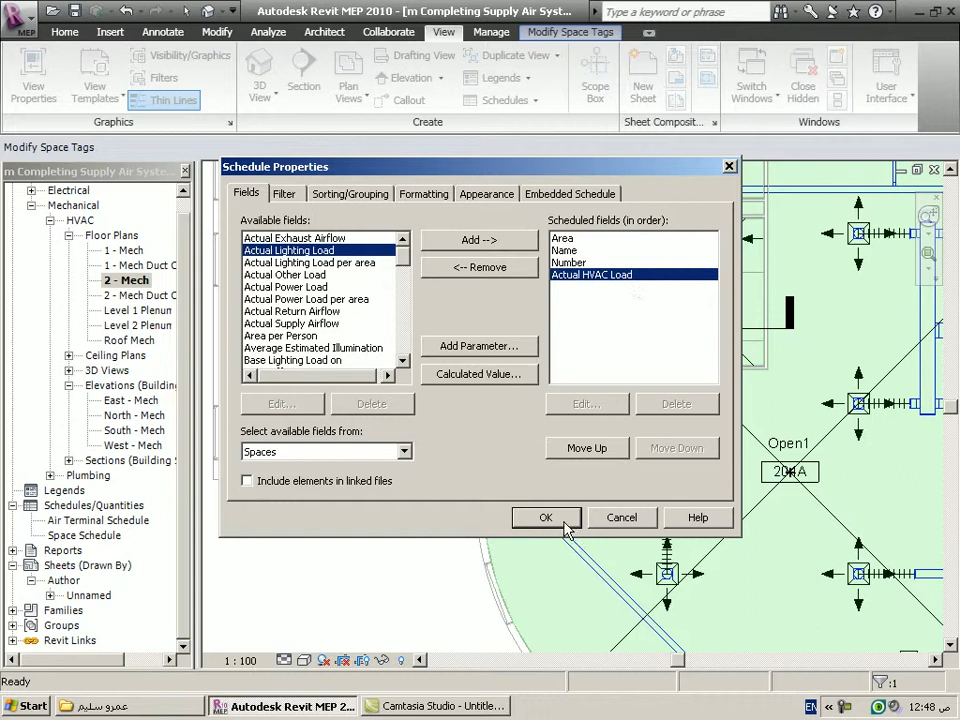 Autodesk Revit MEP 2010 - [m Completing Supply Air Syste...
Type a keyword or phrase
MEP
Home Insert Annotate Modify Analyze Architect Collaborate View Manage Modify Space Tags
View Properties
View Templates
Visibility/Graphics
Filters
Thin Lines
3D View
Section
Plan Views
Drafting View
Elevation
Callout
Duplicate View
Legends
Schedules
Scope Box
New Sheet
Switch Windows
Close Hidden
User Interface
Graphics Create Sheet Composit... Windows
Modify Space Tags
m Completing Supply Air Syste...
Electrical
Mechanical
HVAC
Floor Plans
1 - Mech
1 - Mech Duct C
2 - Mech
2 - Mech Duct C
Level 1 Plenum
Level 2 Plenum
Roof Mech
Ceiling Plans
3D Views
Elevations (Building
East - Mech
North - Mech
South - Mech
West - Mech
Sections (Building S
Plumbing
Legends
Schedules/Quantities
Air Terminal Schedule
Space Schedule
Reports
Sheets (Drawn By)
Author
Unnamed
Families
Groups
Revit Links
Schedule Properties
Fields Filter Sorting/Grouping Formatting Appearance Embedded Schedule
Available fields:
Actual Exhaust Airflow
Actual Lighting Load
Actual Lighting Load per area
Actual Other Load
Actual Power Load
Actual Power Load per area
Actual Return Airflow
Actual Supply Airflow
Area per Person
Average Estimated Illumination
Base Lighting Load on
Add -->
<-- Remove
Add Parameter...
Calculated Value...
Scheduled fields (in order):
Area
Name
Number
Actual HVAC Load
Edit... Delete Edit... Delete
Select available fields from:
Spaces
Move Up Move Down
Include elements in linked files
OK Cancel Help
Open1
1 : 100
Ready
:1
Start
عمرو سليم
Autodesk Revit MEP 2...
Camtasia Studio - Untitle...
EN
12:48 ص